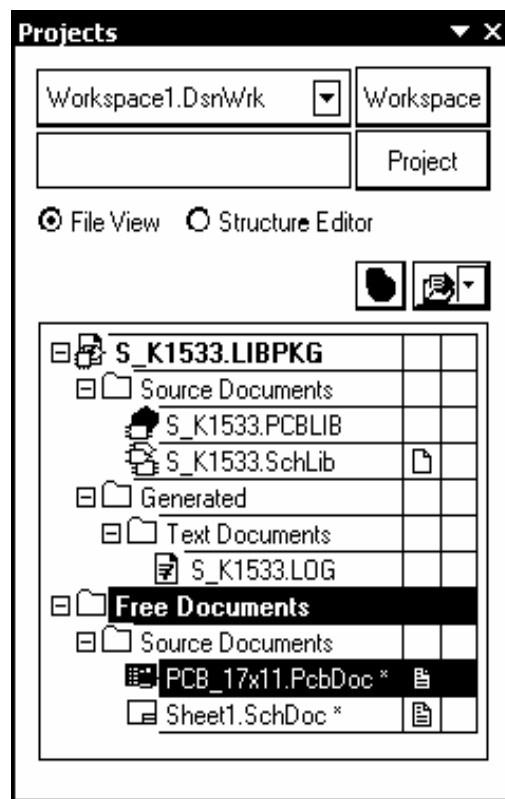 Projects
Workspace1.DsnWrk Workspace
Project
File View Structure Editor
S_K1533.LIBPKG
Source Documents
S_K1533.PCBLIB
S_K1533.SchLib
Generated
Text Documents
S_K1533.LOG
Free Documents
Source Documents
PCB_17x11.PcbDoc *
Sheet1.SchDoc *